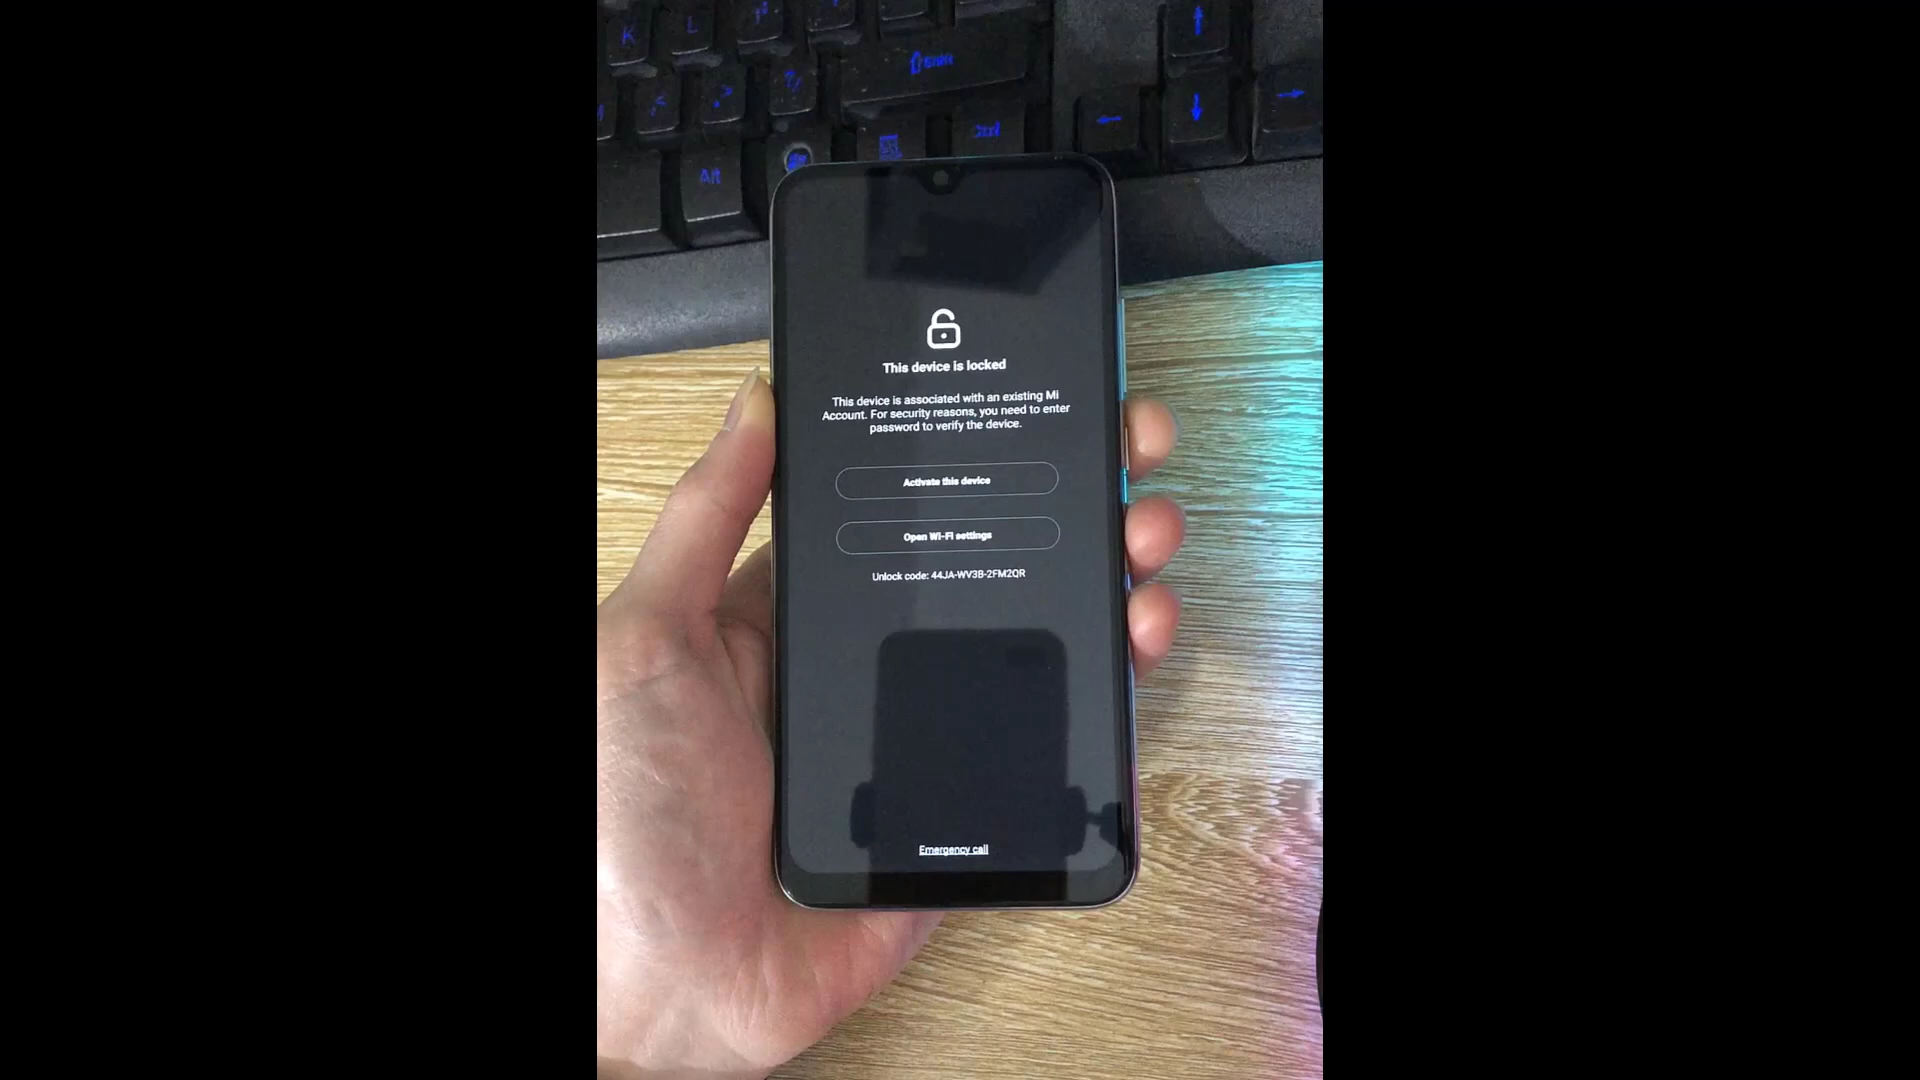 K L
Shift
Alt
Ctrl
This device is locked
This device is associated with an existing Mi
Account. For security reasons, you need to enter
password to verify the device.
Activate this device
Open Wi-Fi settings
Unlock code: 44JA-WV3B-2FM2QR
Emergency call